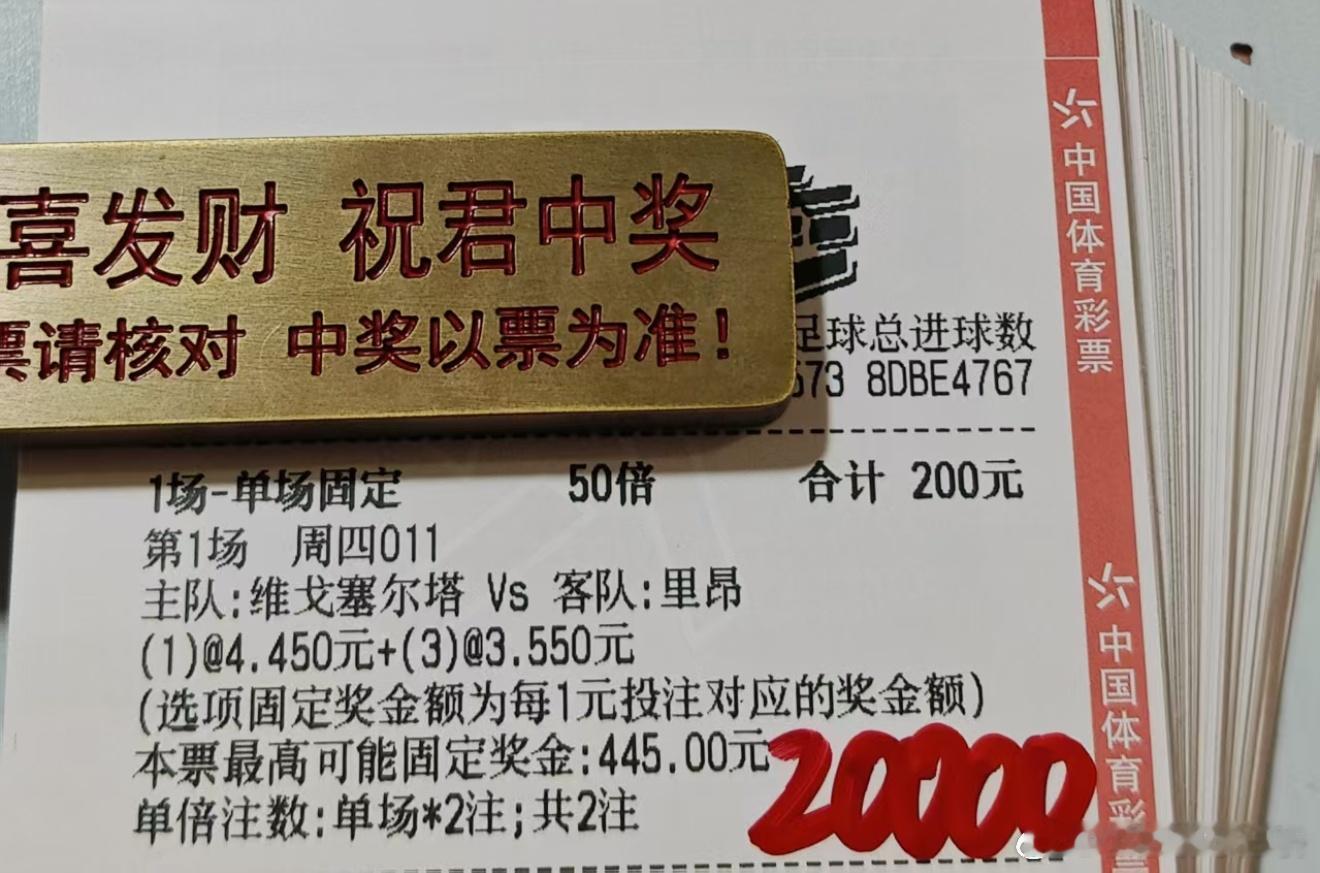 喜发财 祝君中奖
票请核对 中奖以票为准！
足球总进球数
573 8DBE4767
1场-单场固定 50倍 合计 200元
第1场 周四011
主队:维戈塞尔塔 Vs 客队:里昂
(1)@4.450元+(3)@3.550元
(选项固定奖金额为每1元投注对应的奖金额)
本票最高可能固定奖金:445.00元
20000
单倍注数:单场*2注;共2注
中国体育彩票
中国体育彩票